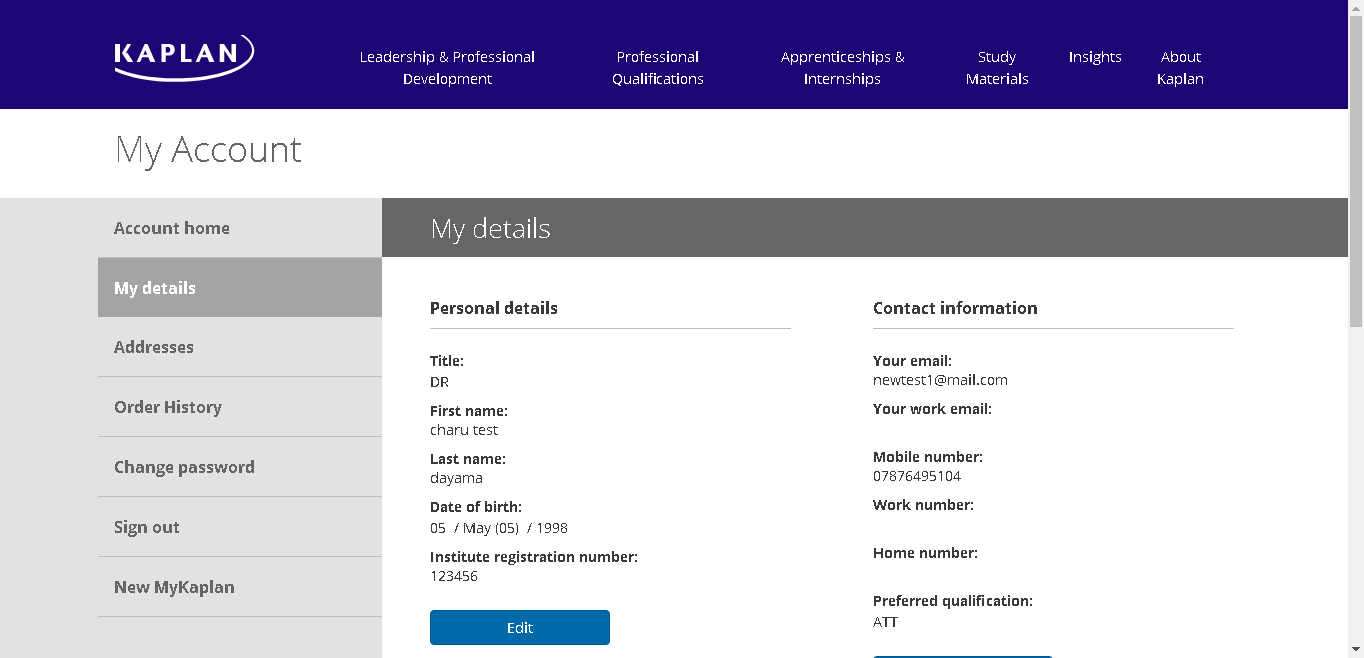 KAPLAN
Leadership & Professional
Development
Professional
Qualifications
Apprenticeships &
Internships
Study
Materials
Insights
About
Kaplan
My Account
Account home
My details
Addresses
Order History
Change password
Sign out
New MyKaplan
My details
Personal details
Title:
DR
First name:
charu test
Last name:
dayama
Date of birth:
05 / May (05) / 1998
Institute registration number:
123456
Edit
Contact information
Your email:
newtest1@mail.com
Your work email:
Mobile number:
07876495104
Work number:
Home number:
Preferred qualification:
ATT